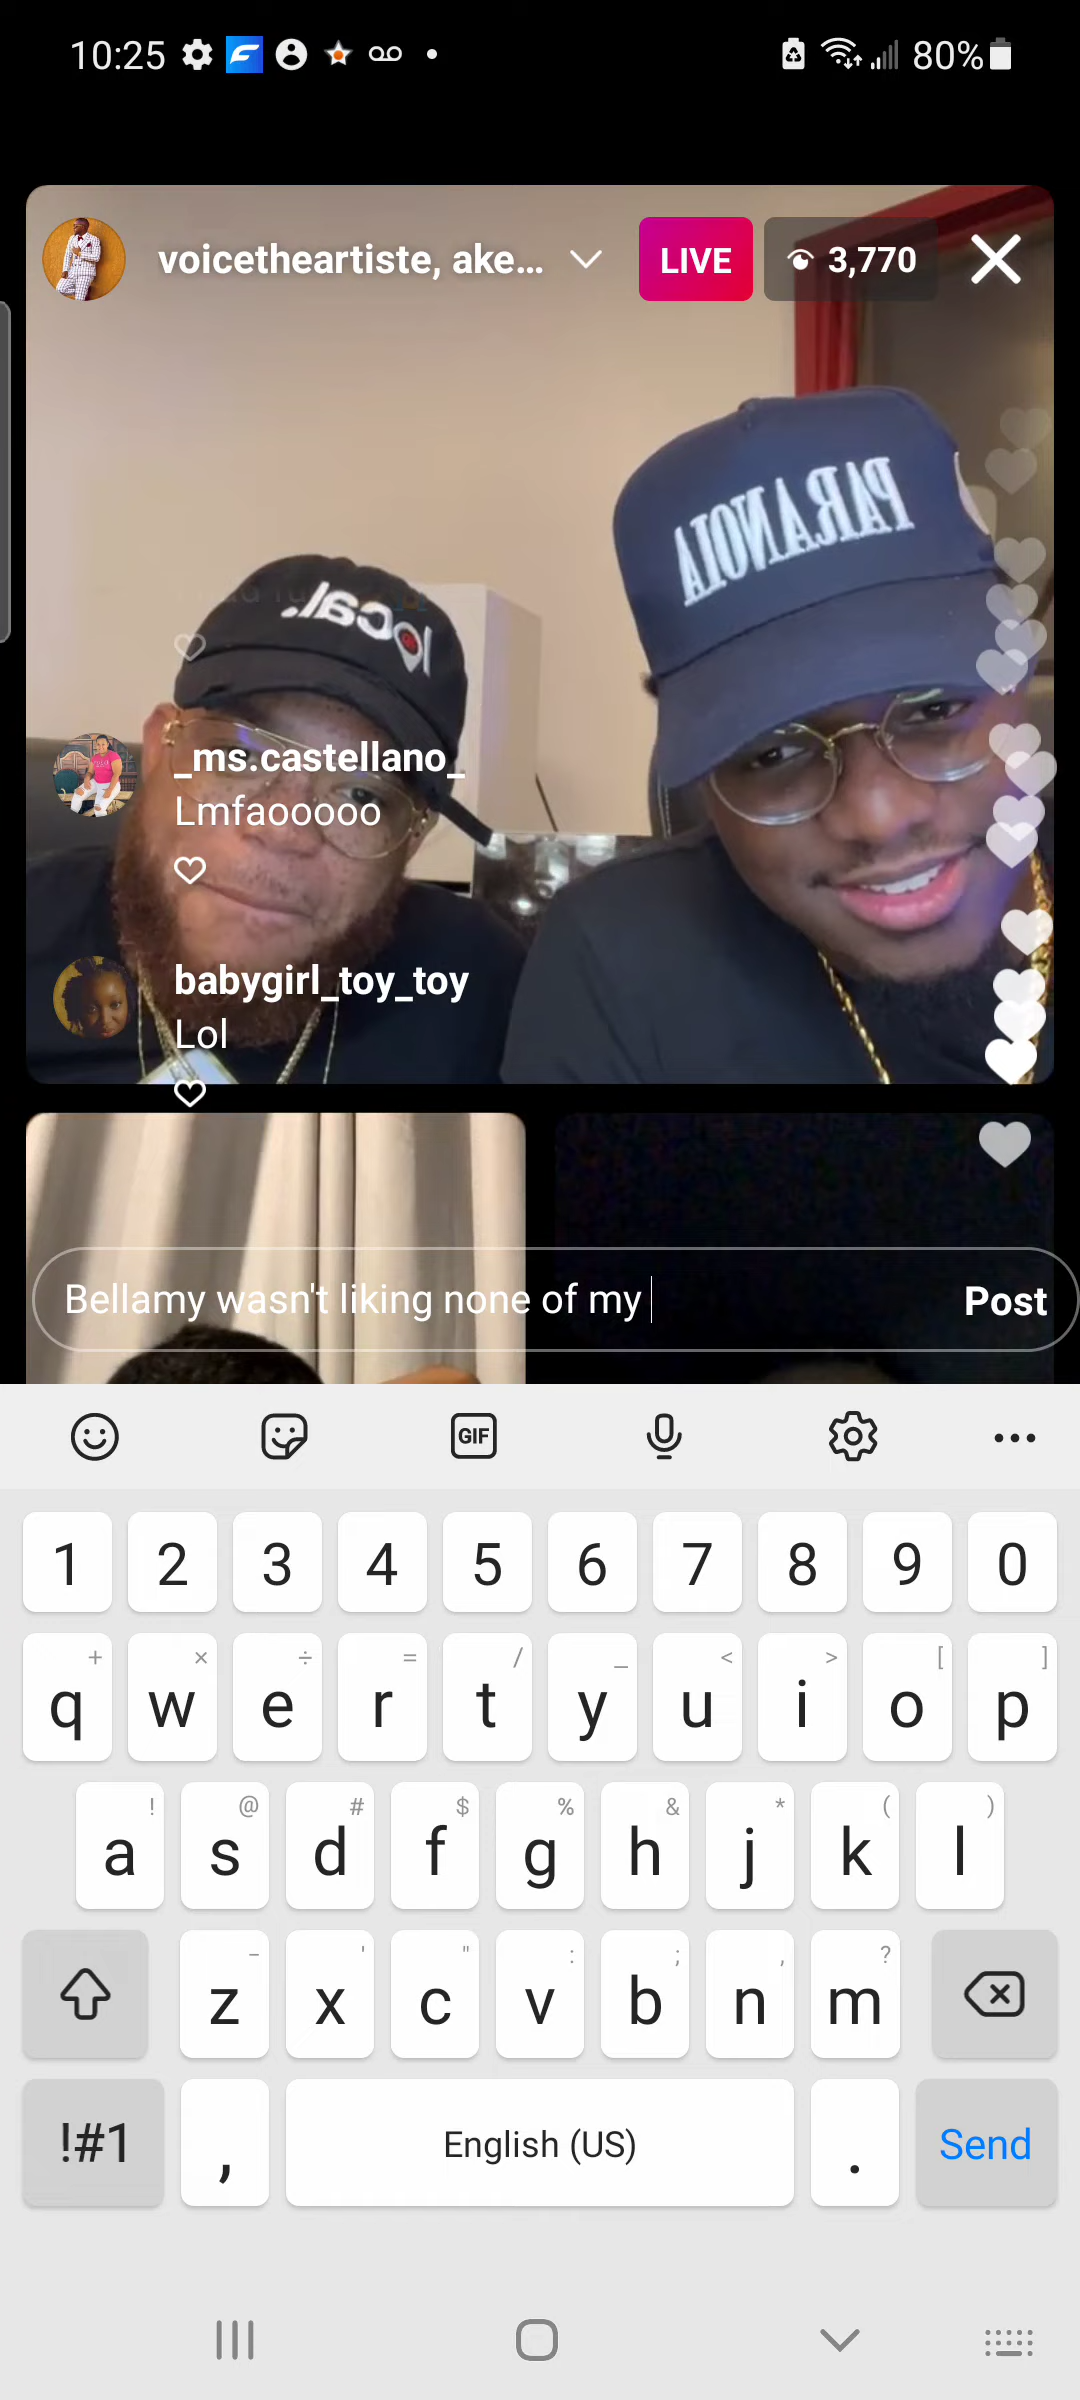 10:25
80%
voicetheartiste, ake...
LIVE
3,770
PARANOIA
local.
_ms.castellano_
Lmfaooooo
babygirl_toy_toy
Lol
Bellamy wasn't liking none of my
Post
GIF
1 2 3 4 5 6 7 8 9 0
+ × ÷ = / _ < > [ ]
q w e r t y u i o p
! @ # $ % & * ( )
a s d f g h j k l
- ' " : ; , ?
z x c v b n m
!#1 , English (US) . Send